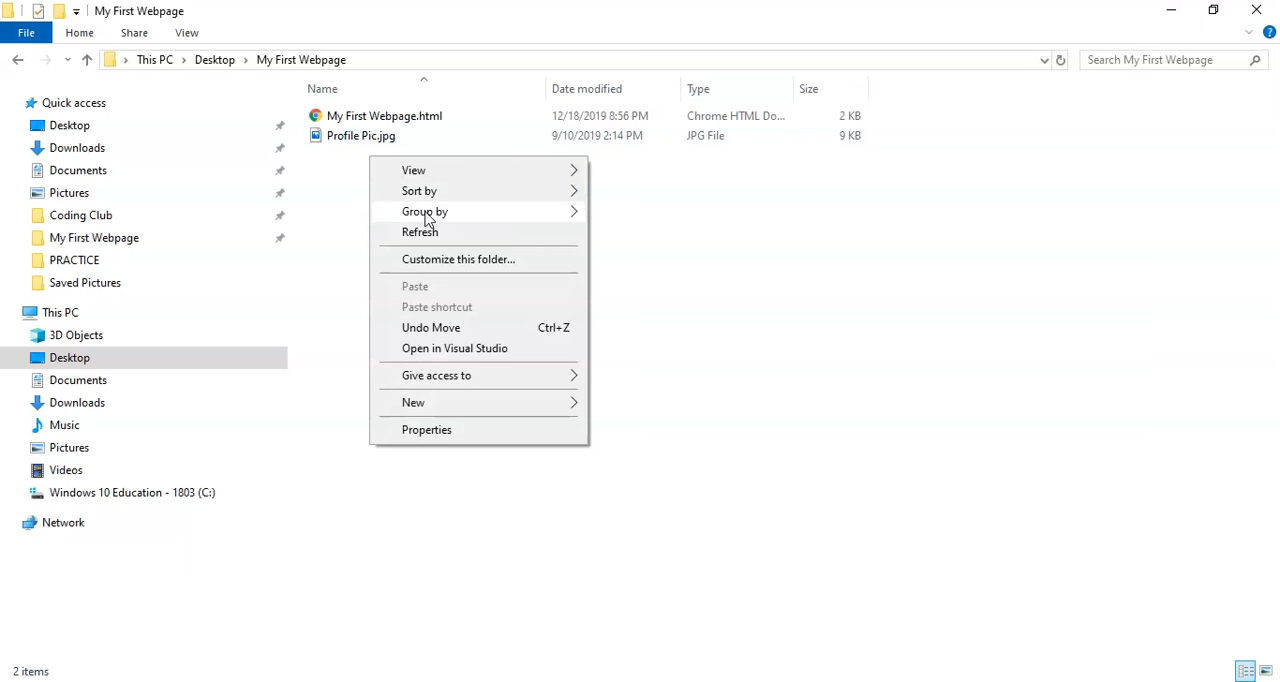 My First Webpage
File Home Share View
This PC Desktop My First Webpage Search My First Webpage
Name Date modified Type Size
My First Webpage.html 12/18/2019 8:56 PM Chrome HTML Do... 2 KB
Profile Pic.jpg 9/10/2019 2:14 PM JPG File 9 KB
Quick access
Desktop
Downloads
Documents
Pictures
Coding Club
My First Webpage
PRACTICE
Saved Pictures
This PC
3D Objects
Desktop
Documents
Downloads
Music
Pictures
Videos
Windows 10 Education - 1803 (C:)
Network
View
Sort by
Group by
Refresh
Customize this folder...
Paste
Paste shortcut
Undo Move Ctrl+Z
Open in Visual Studio
Give access to
New
Properties
2 items